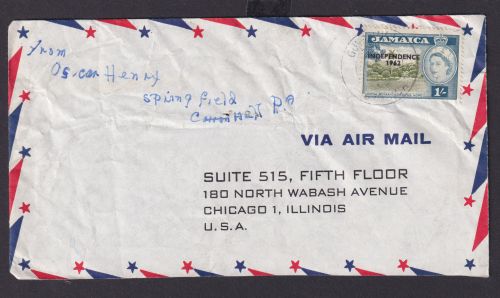 From
Oscar Henry
Spring field
P.A
JAMAICA
INDEPENDENCE
1962
1/-
VIA AIR MAIL
SUITE 515, FIFTH FLOOR
180 NORTH WABASH AVENUE
CHICAGO 1, ILLINOIS
U.S.A.